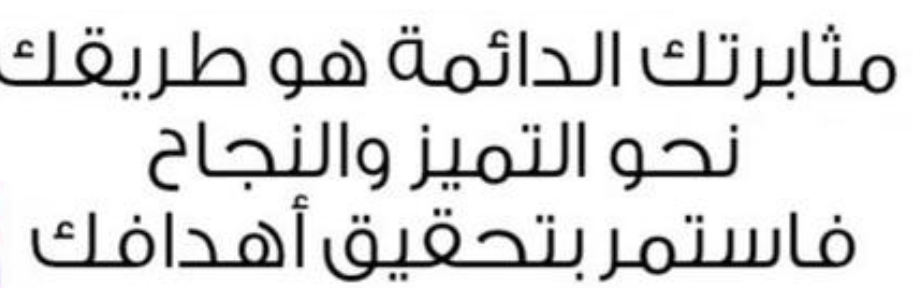 مثابرتك الدائمة هو طريقك
نحو التميز والنجاح
فاستمر بتحقيق أهدافك